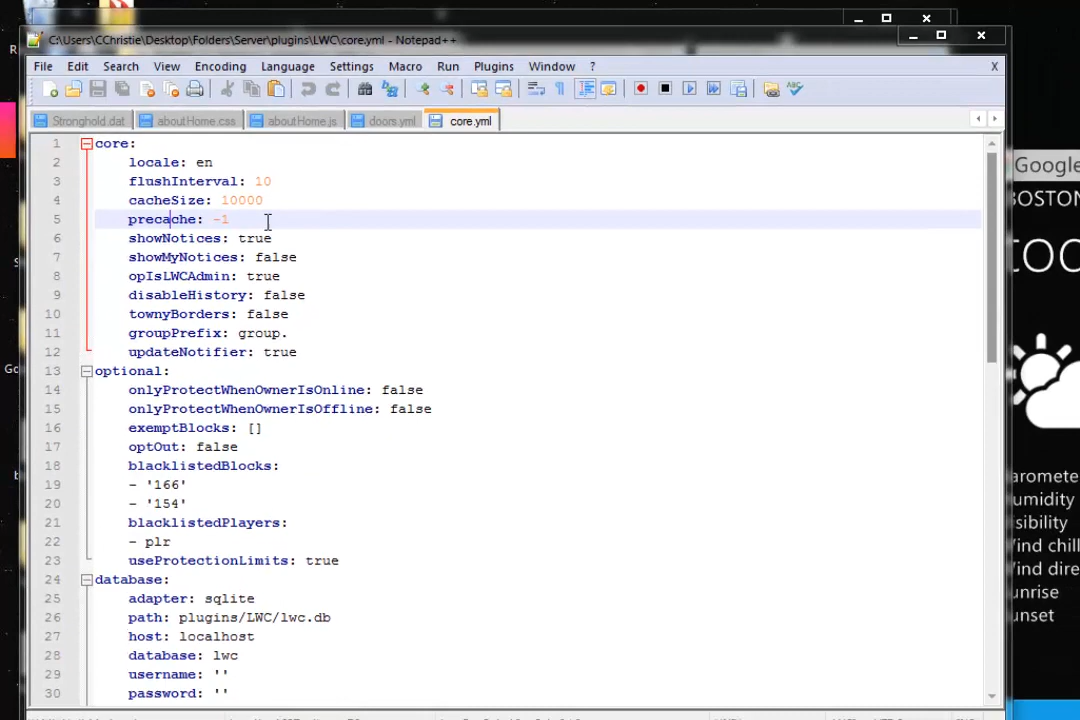 C:\Users\CChristie\Desktop\Folders\Server\plugins\LWC\core.yml - Notepad++
File Edit Search View Encoding Language Settings Macro Run Plugins Window ? X
Stronghold.dat aboutHome.css aboutHome.js doors.yml core.yml
1 core:
2 locale: en
3 flushInterval: 10
4 cacheSize: 10000
5 precache: -1
6 showNotices: true
7 showMyNotices: false
8 opIsLWCAdmin: true
9 disableHistory: false
10 townyBorders: false
11 groupPrefix: group.
12 updateNotifier: true
13 optional:
14 onlyProtectWhenOwnerIsOnline: false
15 onlyProtectWhenOwnerIsOffline: false
16 exemptBlocks: []
17 optOut: false
18 blacklistedBlocks:
19 - '166'
20 - '154'
21 blacklistedPlayers:
22 - plr
23 useProtectionLimits: true
24 database:
25 adapter: sqlite
26 path: plugins/LWC/lwc.db
27 host: localhost
28 database: lwc
29 username: ''
30 password: ''
Google
BOSTON
arometer
umidity
isibility
Wind chill
unrise
unset